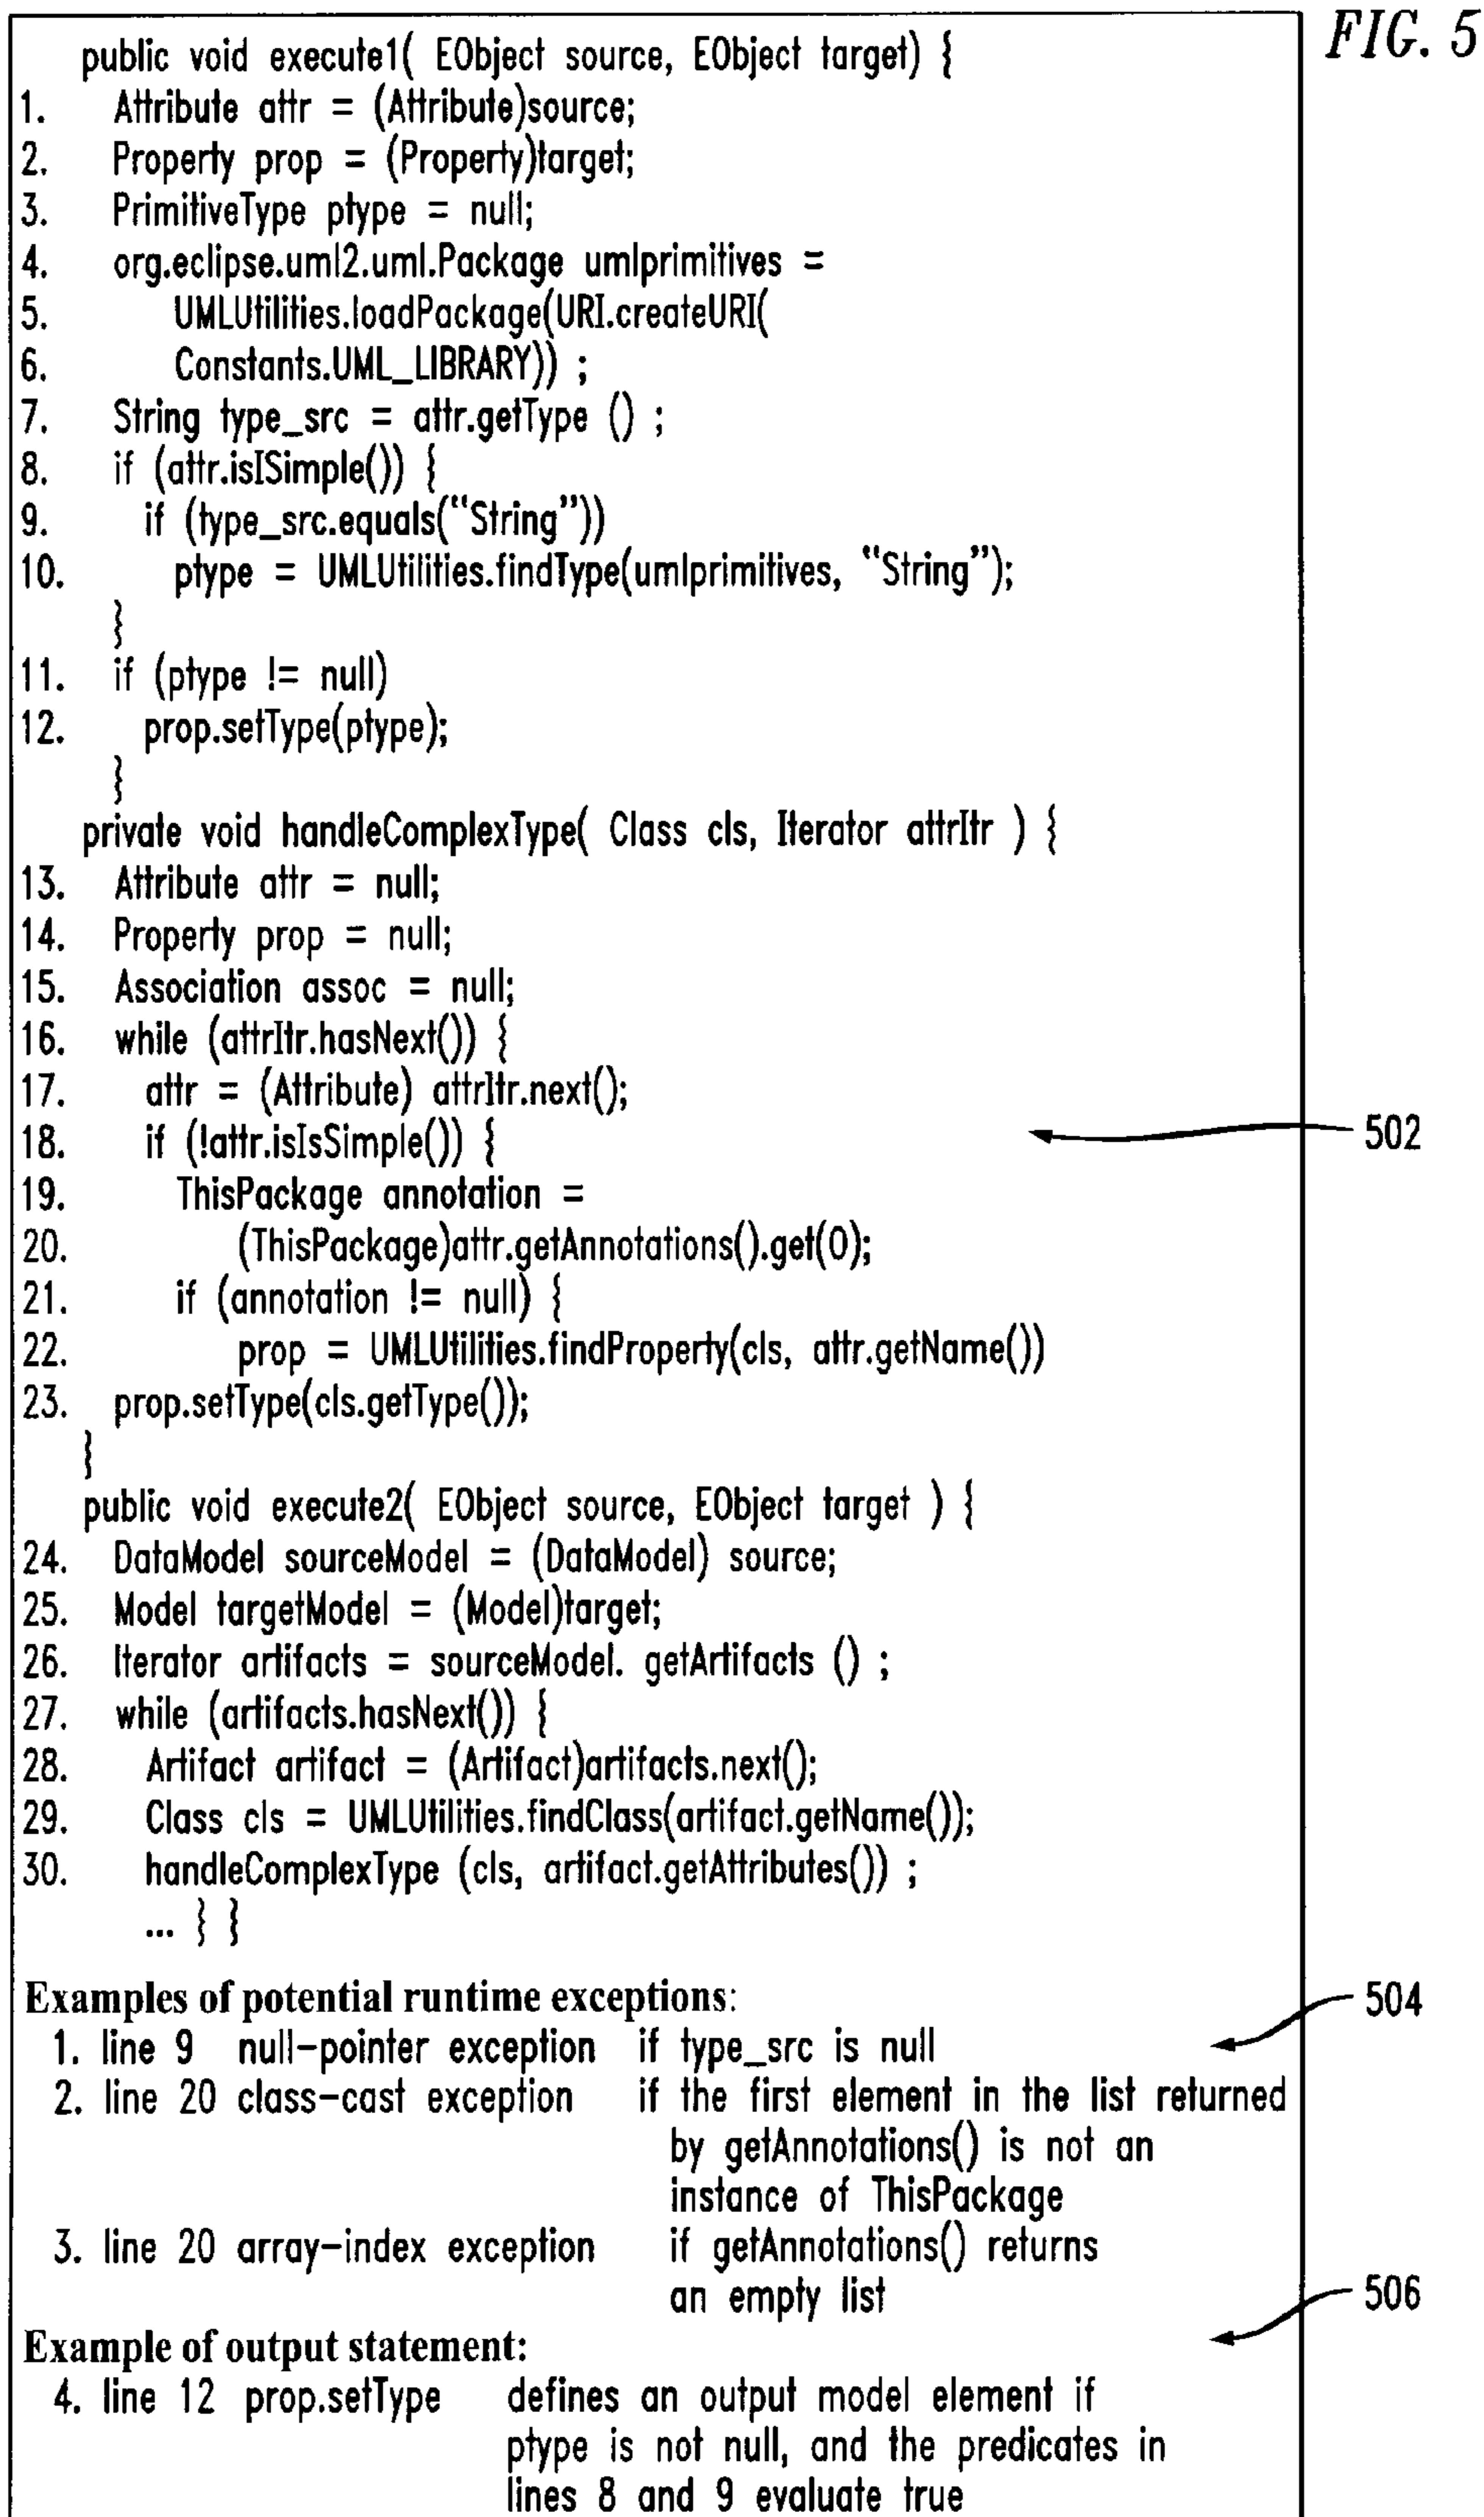 FIG. 5
public void execute1( EObject source, EObject target) {
1. Attribute attr = (Attribute)source;
2. Property prop = (Property)target;
3. PrimitiveType ptype = null;
4. org.eclipse.uml2.uml.Package umlprimitives =
5. UMLUtilities.loadPackage(URI.createURI(
6. Constants.UML_LIBRARY)) ;
7. String type_src = attr.getType () ;
8. if (attr.isISimple()) {
9. if (type_src.equals(“String”))
10. ptype = UMLUtilities.findType(umlprimitives, “String”);
}
11. if (ptype != null)
12. prop.setType(ptype);
}
private void handleComplexType( Class cls, Iterator attrItr ) {
13. Attribute attr = null;
14. Property prop = null;
15. Association assoc = null;
16. while (attrItr.hasNext()) {
17. attr = (Attribute) attrItr.next();
18. if (!attr.isIsSimple()) {
502
19. ThisPackage annotation =
20. (ThisPackage)attr.getAnnotations().get(0);
21. if (annotation != null) {
22. prop = UMLUtilities.findProperty(cls, attr.getName())
23. prop.setType(cls.getType());
}
public void execute2( EObject source, EObject target ) {
24. DataModel sourceModel = (DataModel) source;
25. Model targetModel = (Model)target;
26. Iterator artifacts = sourceModel. getArtifacts () ;
27. while (artifacts.hasNext()) {
28. Artifact artifact = (Artifact)artifacts.next();
29. Class cls = UMLUtilities.findClass(artifact.getName());
30. handleComplexType (cls, artifact.getAttributes()) ;
... } }
Examples of potential runtime exceptions:
504
1. line 9 null-pointer exception if type_src is null
2. line 20 class-cast exception if the first element in the list returned
by getAnnotations() is not an
instance of ThisPackage
3. line 20 array-index exception if getAnnotations() returns
an empty list
506
Example of output statement:
4. line 12 prop.setType defines an output model element if
ptype is not null, and the predicates in
lines 8 and 9 evaluate true